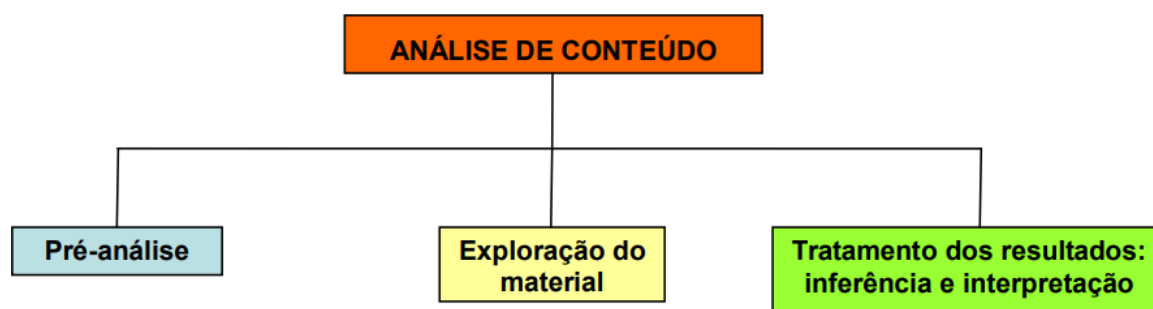 ANÁLISE DE CONTEÚDO
Pré-análise
Exploração do
material
Tratamento dos resultados:
inferência e interpretação